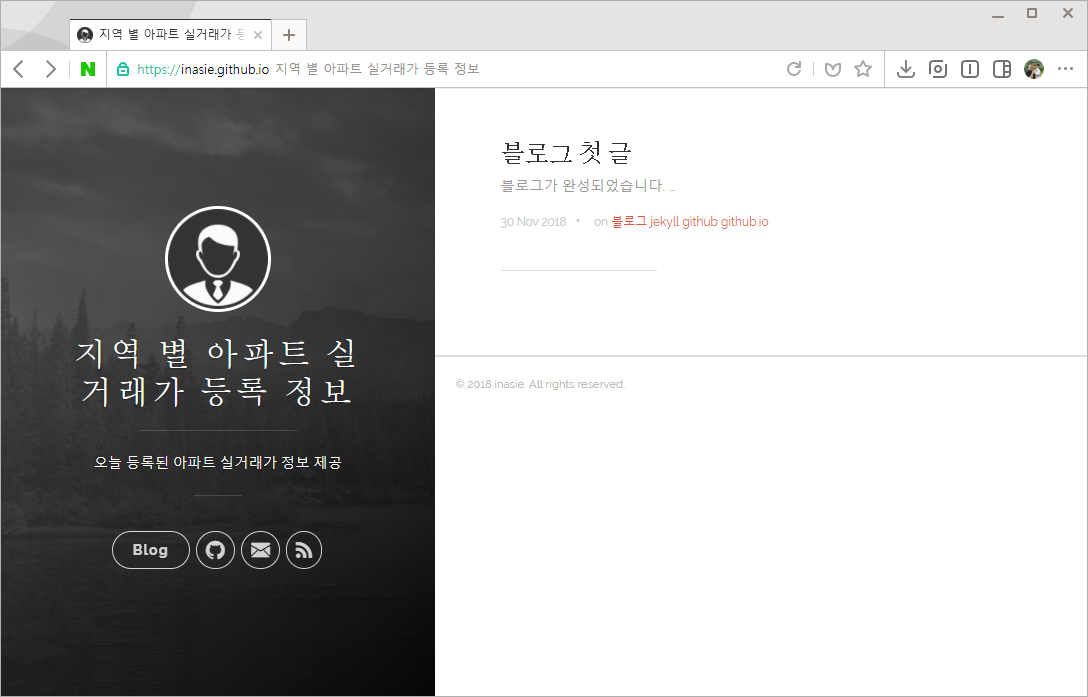 지역 별 아파트 실거래가 등
N
https://inasie.github.io 지역 별 아파트 실거래가 등록 정보
지역 별 아파트 실
거래가 등록 정보
오늘 등록된 아파트 실거래가 정보 제공
Blog
블로그 첫 글
블로그가 완성되었습니다. ...
30 Nov 2018 • on 블로그 jekyll github github.io
© 2018 inasie. All rights reserved.